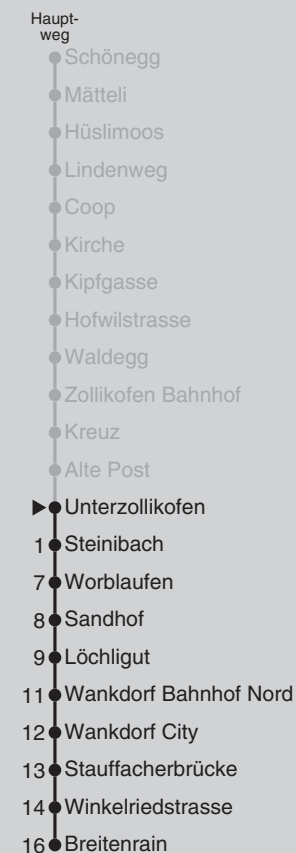 Haupt-
weg
Schönegg
Mätteli
Hüslimoos
Lindenweg
Coop
Kirche
Kipfgasse
Hofwilstrasse
Waldegg
Zollikofen Bahnhof
Kreuz
Alte Post
Unterzollikofen
1 Steinibach
7 Worblaufen
8 Sandhof
9 Löchligut
11 Wankdorf Bahnhof Nord
12 Wankdorf City
13 Stauffacherbrücke
14 Winkelriedstrasse
16 Breitenrain